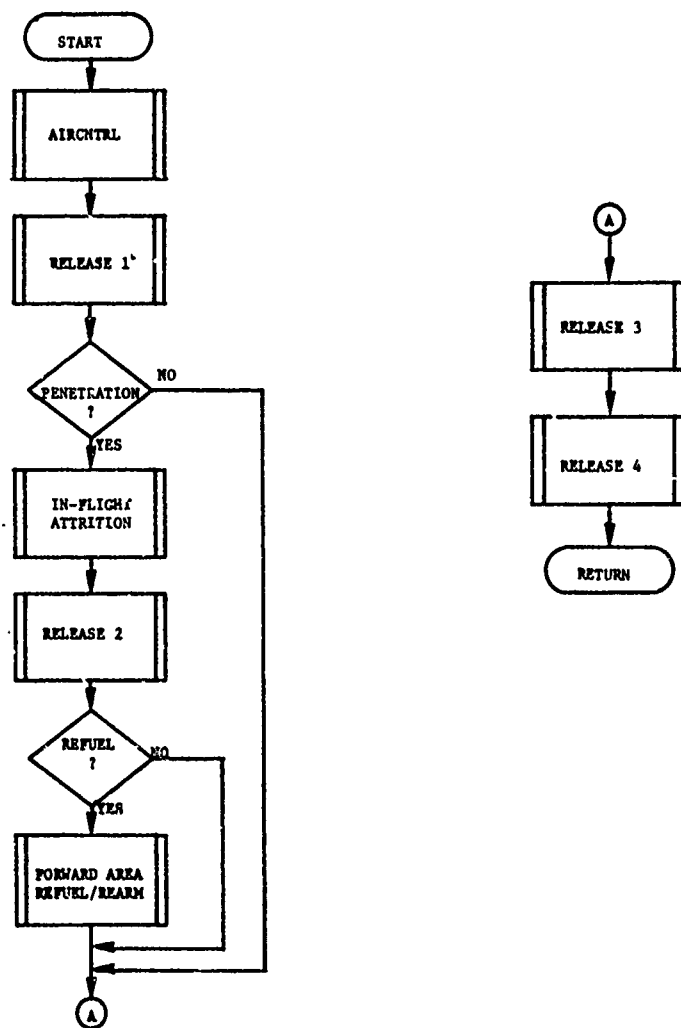 START
AIRCNTRL
RELEASE 1
PENETRATION
?
NO
YES
IN-FLIGHT
ATTRITION
RELEASE 2
REFUEL
?
NO
YES
FORWARD AREA
REFUEL/REARM
A
A
RELEASE 3
RELEASE 4
RETURN